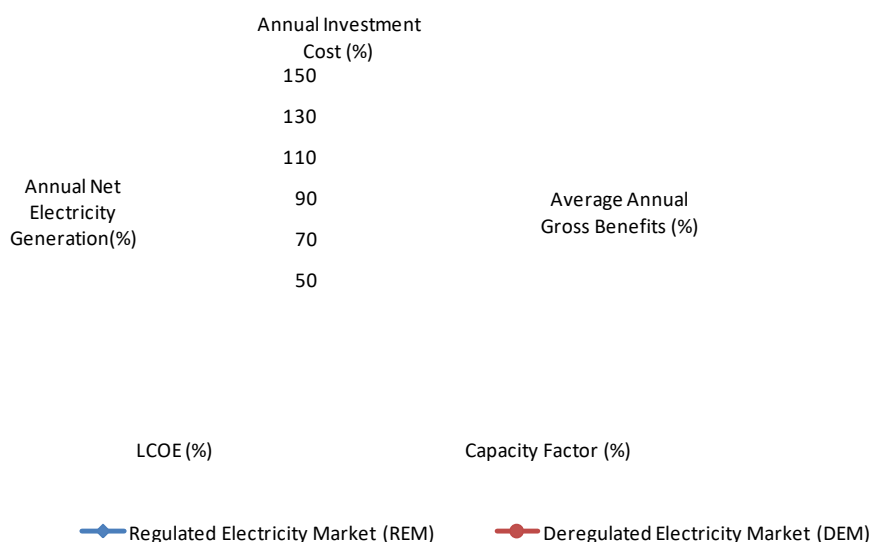 Annual Investment
Cost (%)
150
130
110
90
70
50
Annual Net
Electricity
Generation(%)
Average Annual
Gross Benefits (%)
LCOE (%)
Capacity Factor (%)
Regulated Electricity Market (REM)
Deregulated Electricity Market (DEM)